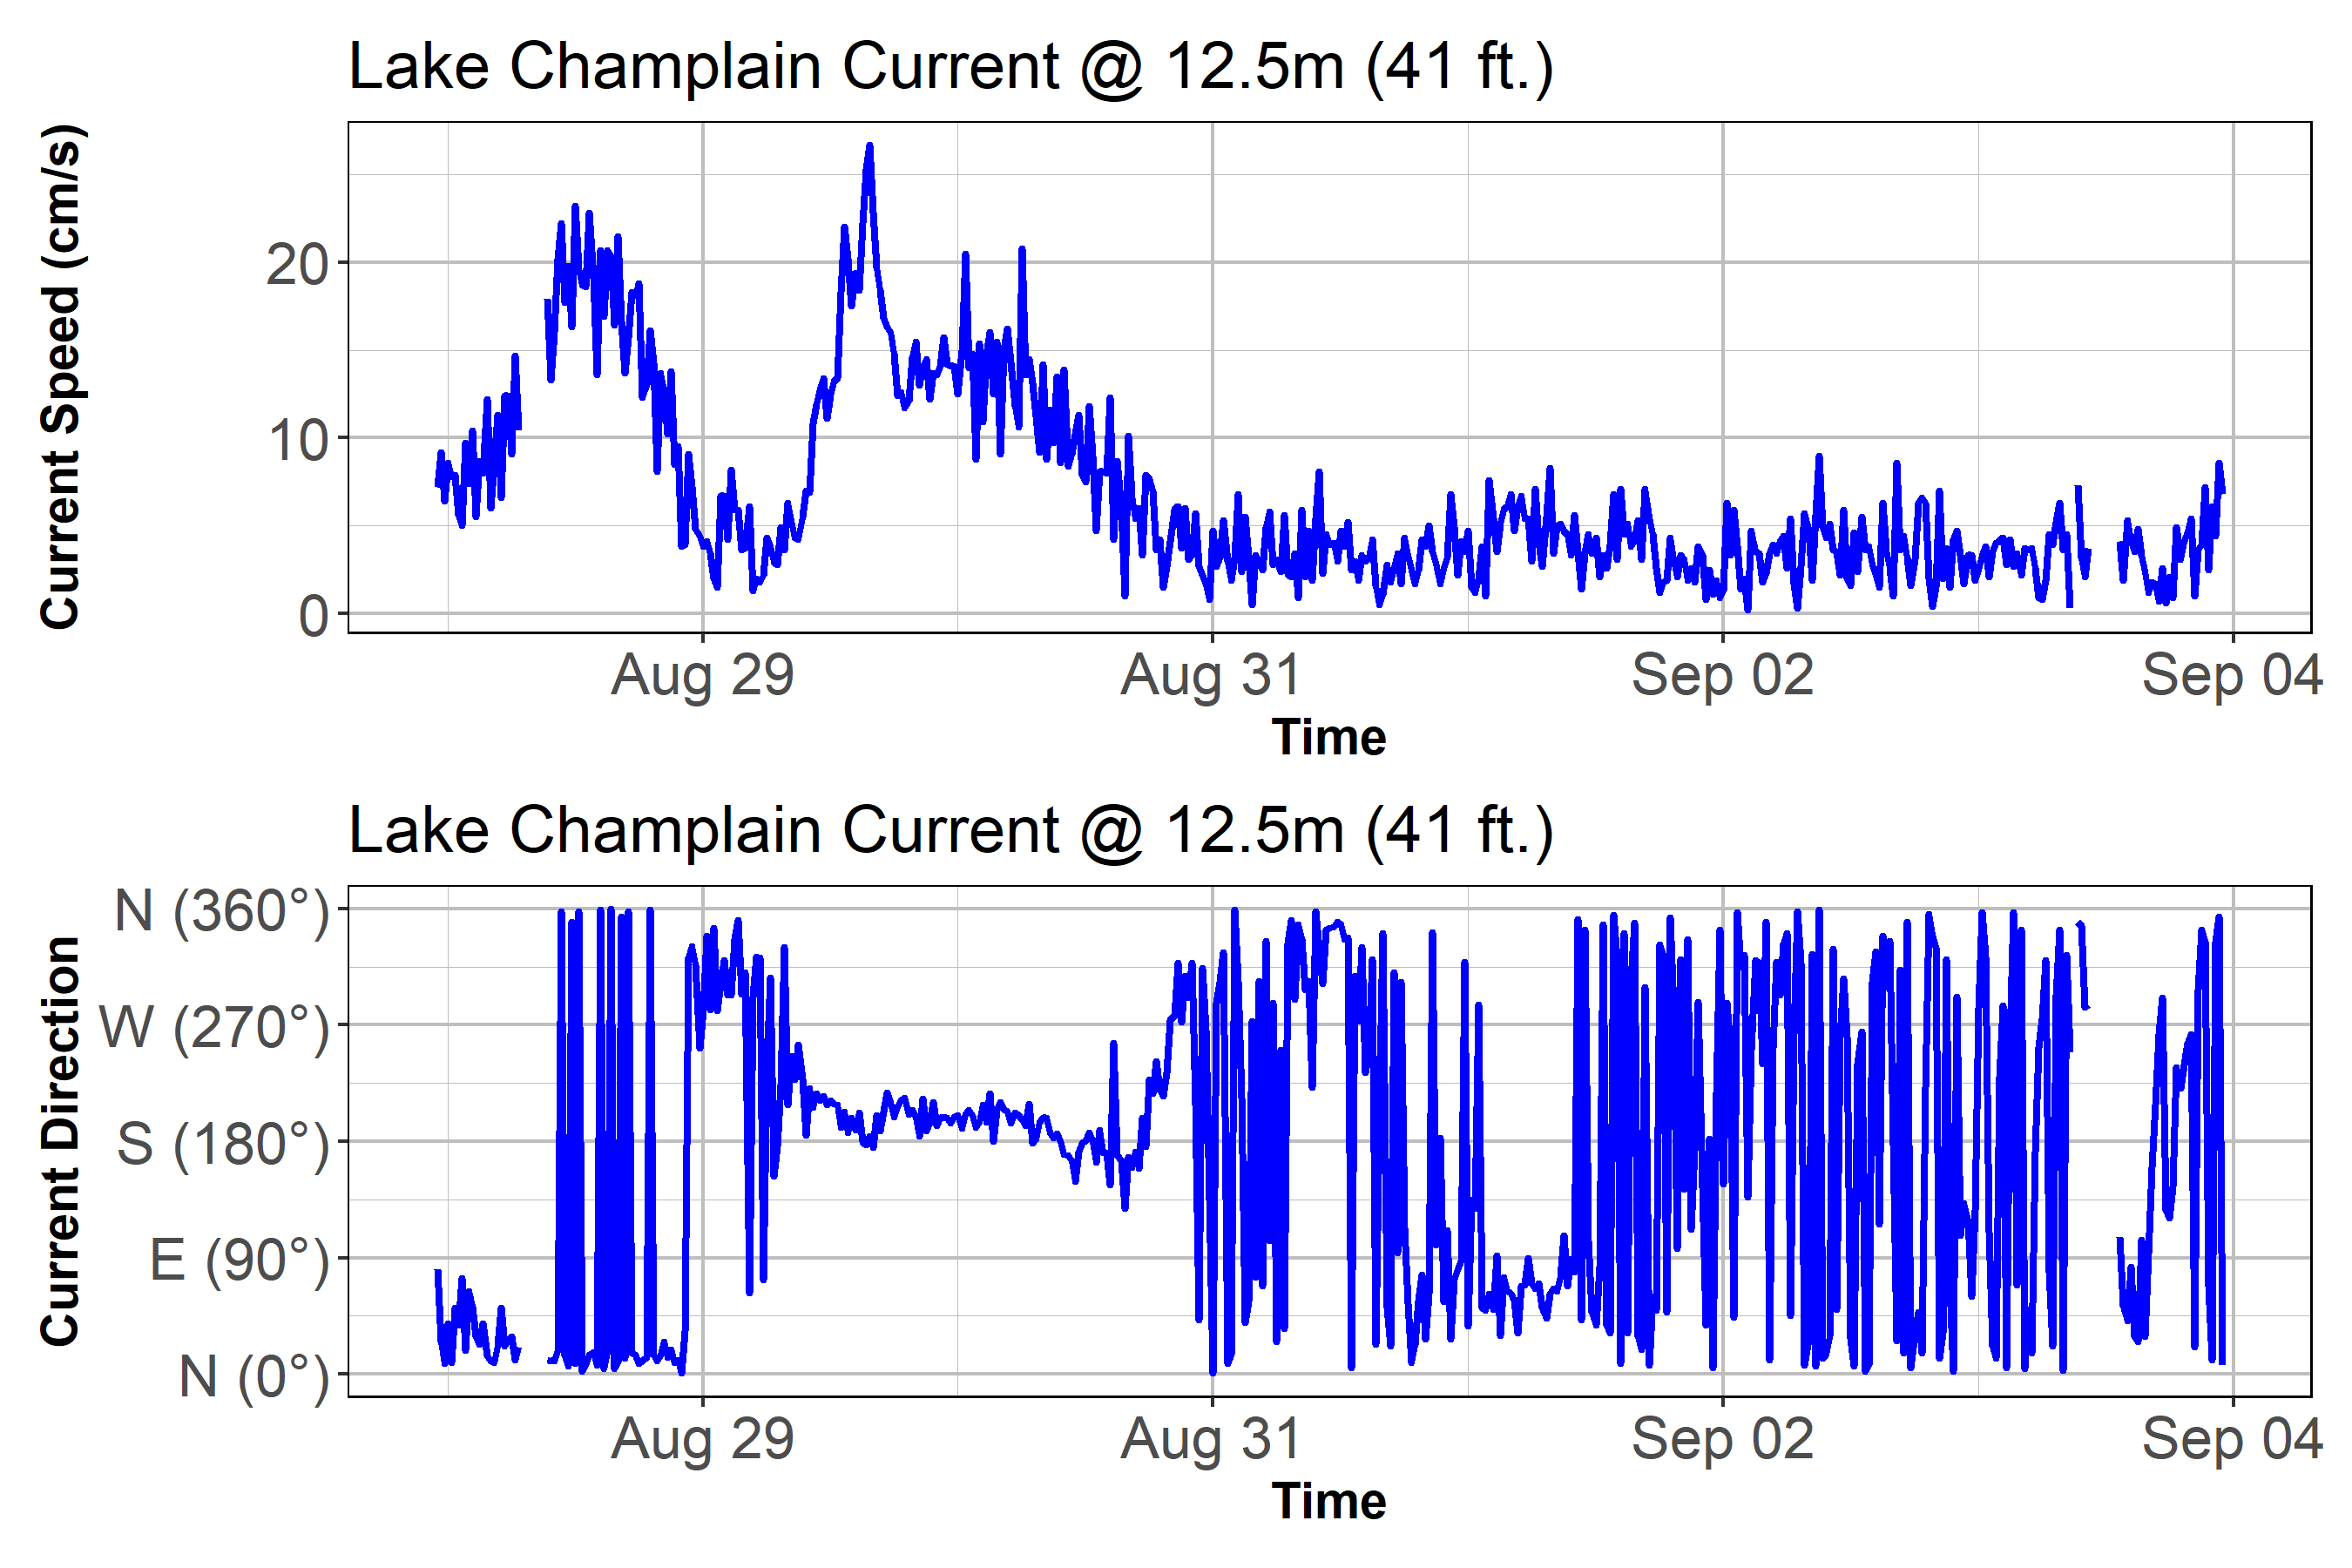 Lake Champlain Current @ 12.5m (41 ft.)
Current Speed (cm/s)
20
10
0
Aug 29 Aug 31 Sep 02 Sep 04
Time
Lake Champlain Current @ 12.5m (41 ft.)
Current Direction
N (360°)
W (270°)
S (180°)
E (90°)
N (0°)
Aug 29 Aug 31 Sep 02 Sep 04
Time